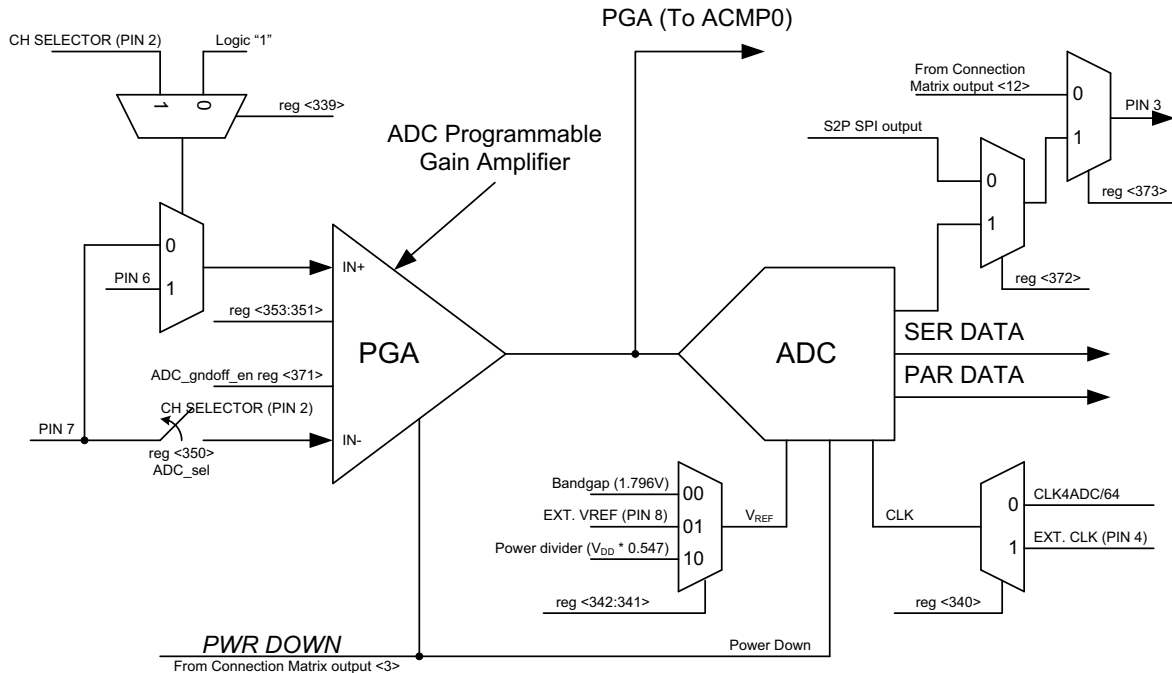 PGA (To ACMP0)
CH SELECTOR (PIN 2)
Logic “1”
1
0
reg <339>
ADC Programmable
Gain Amplifier
From Connection
Matrix output <12>
0
1
PIN 3
reg <373>
S2P SPI output
0
1
reg <372>
0
PIN 6
1
IN+
reg <353:351>
PGA
ADC_gndoff_en reg <371>
CH SELECTOR (PIN 2)
PIN 7
reg <350>
ADC_sel
IN-
ADC
SER DATA
PAR DATA
Bandgap (1.796V)
00
EXT. VREF (PIN 8)
01
Power divider (VDD * 0.547)
10
VREF
reg <342:341>
CLK
0
CLK4ADC/64
1
EXT. CLK (PIN 4)
reg <340>
PWR DOWN
From Connection Matrix output <3>
Power Down